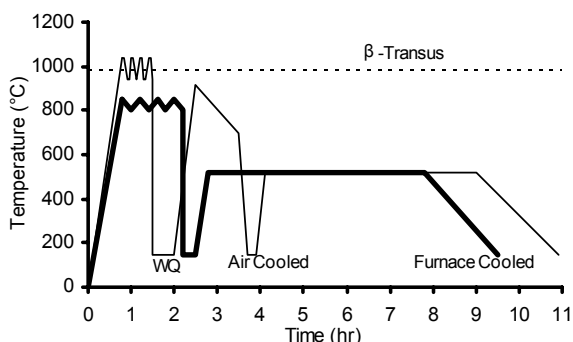 1200
1000
800
600
400
200
0
Temperature (°C)
β -Transus
WQ
Air Cooled
Furnace Cooled
0 1 2 3 4 5 6 7 8 9 10 11
Time (hr)